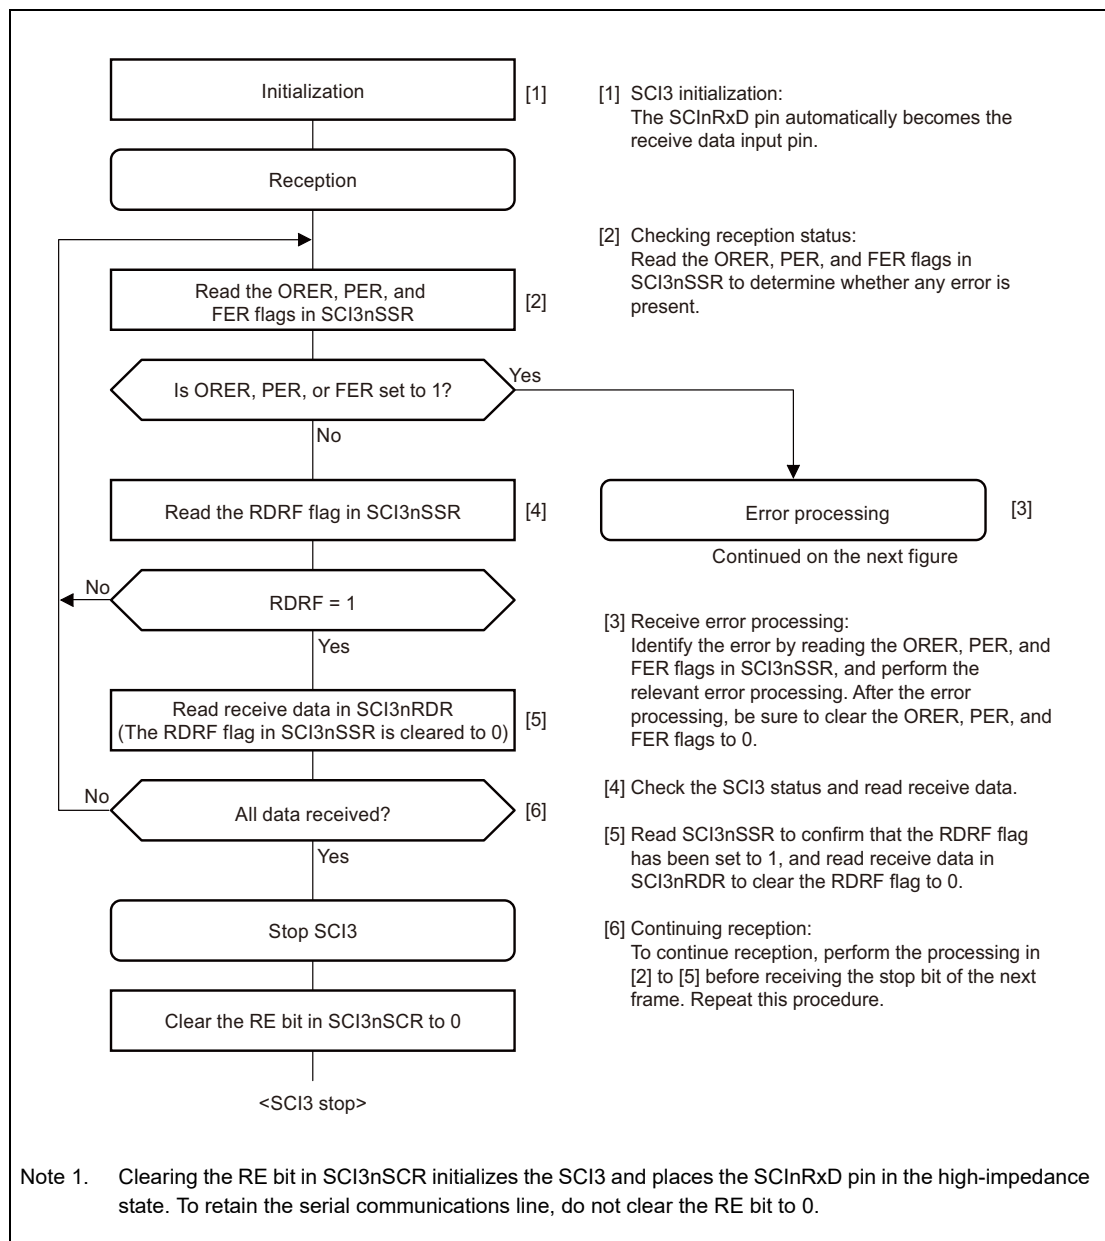 Initialization
[1]
[1] SCI3 initialization:
The SCInRxD pin automatically becomes the
receive data input pin.
Reception
[2] Checking reception status:
Read the ORER, PER, and FER flags in
SCI3nSSR to determine whether any error is
present.
Read the ORER, PER, and
FER flags in SCI3nSSR
[2]
Is ORER, PER, or FER set to 1?
Yes
No
Read the RDRF flag in SCI3nSSR
[4]
Error processing
[3]
Continued on the next figure
No
RDRF = 1
Yes
[3] Receive error processing:
Identify the error by reading the ORER, PER, and
FER flags in SCI3nSSR, and perform the
relevant error processing. After the error
processing, be sure to clear the ORER, PER, and
FER flags to 0.
Read receive data in SCI3nRDR
(The RDRF flag in SCI3nSSR is cleared to 0)
[5]
[4] Check the SCI3 status and read receive data.
No
All data received?
[6]
Yes
[5] Read SCI3nSSR to confirm that the RDRF flag
has been set to 1, and read receive data in
SCI3nRDR to clear the RDRF flag to 0.
Stop SCI3
[6] Continuing reception:
To continue reception, perform the processing in
[2] to [5] before receiving the stop bit of the next
frame. Repeat this procedure.
Clear the RE bit in SCI3nSCR to 0
<SCI3 stop>
Note 1. Clearing the RE bit in SCI3nSCR initializes the SCI3 and places the SCInRxD pin in the high-impedance
state. To retain the serial communications line, do not clear the RE bit to 0.